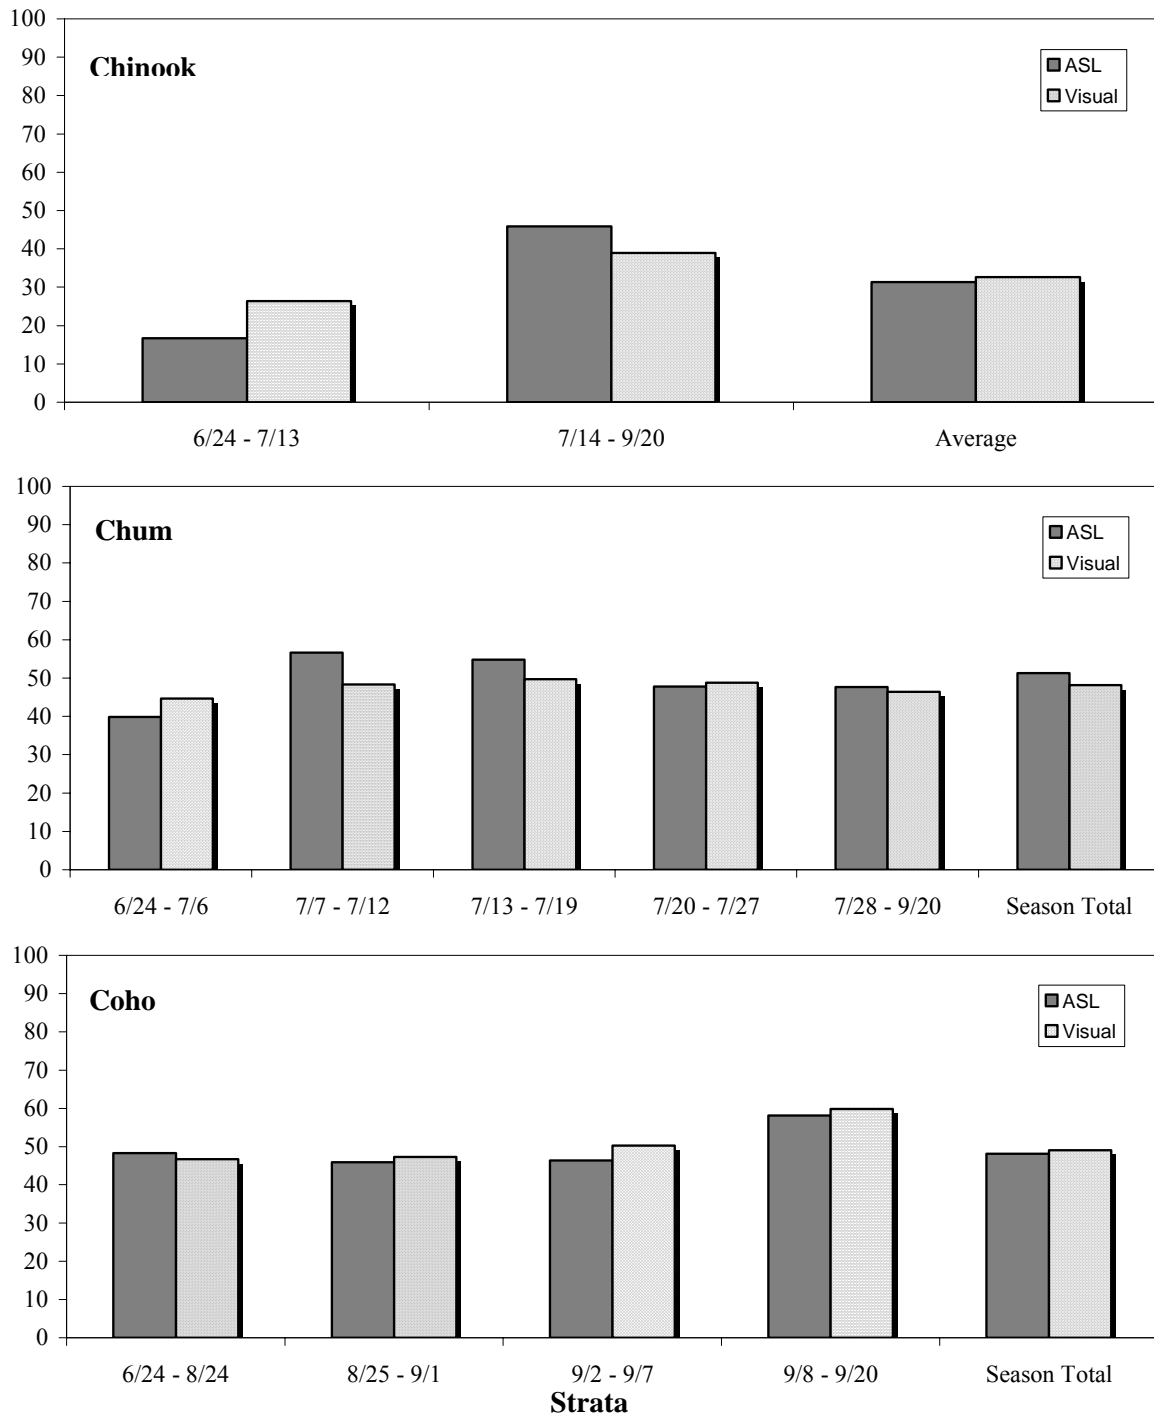 100
90
80
70
60
50
40
30
20
10
0
Chinook
ASL
Visual
6/24 - 7/13
7/14 - 9/20
Average
100
90
80
70
60
50
40
30
20
10
0
Chum
ASL
Visual
6/24 - 7/6
7/7 - 7/12
7/13 - 7/19
7/20 - 7/27
7/28 - 9/20
Season Total
100
90
80
70
60
50
40
30
20
10
0
Coho
ASL
Visual
6/24 - 8/24
8/25 - 9/1
9/2 - 9/7
9/8 - 9/20
Season Total
Strata